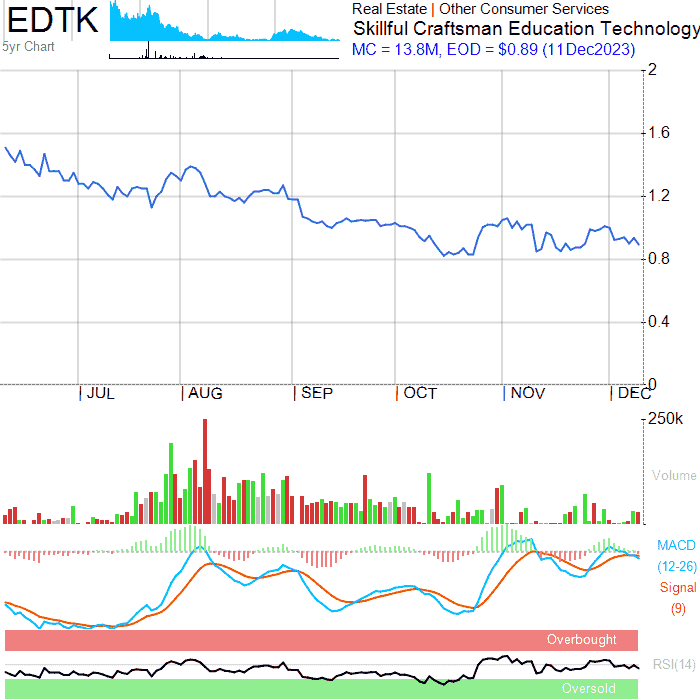 EDTK
5yr Chart
Real Estate | Other Consumer Services
Skillful Craftsman Education Technology
MC = 13.8M, EOD = $0.89 (11Dec2023)
2
1.6
1.2
0.8
0.4
0
JUL AUG SEP OCT NOV DEC
250k
Volume
MACD
(12-26)
Signal
(9)
Overbought
RSI(14)
Oversold